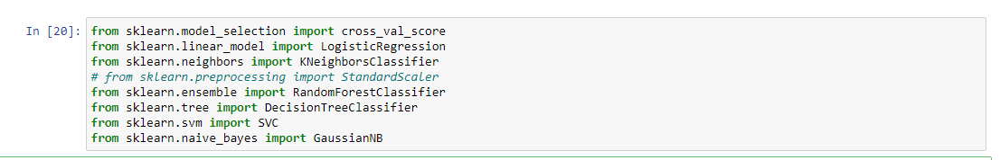 In [20]: from sklearn.model_selection import cross_val_score
from sklearn.linear_model import LogisticRegression
from sklearn.neighbors import KNeighborsClassifier
# from sklearn.preprocessing import StandardScaler
from sklearn.ensemble import RandomForestClassifier
from sklearn.tree import DecisionTreeClassifier
from sklearn.svm import SVC
from sklearn.naive_bayes import GaussianNB